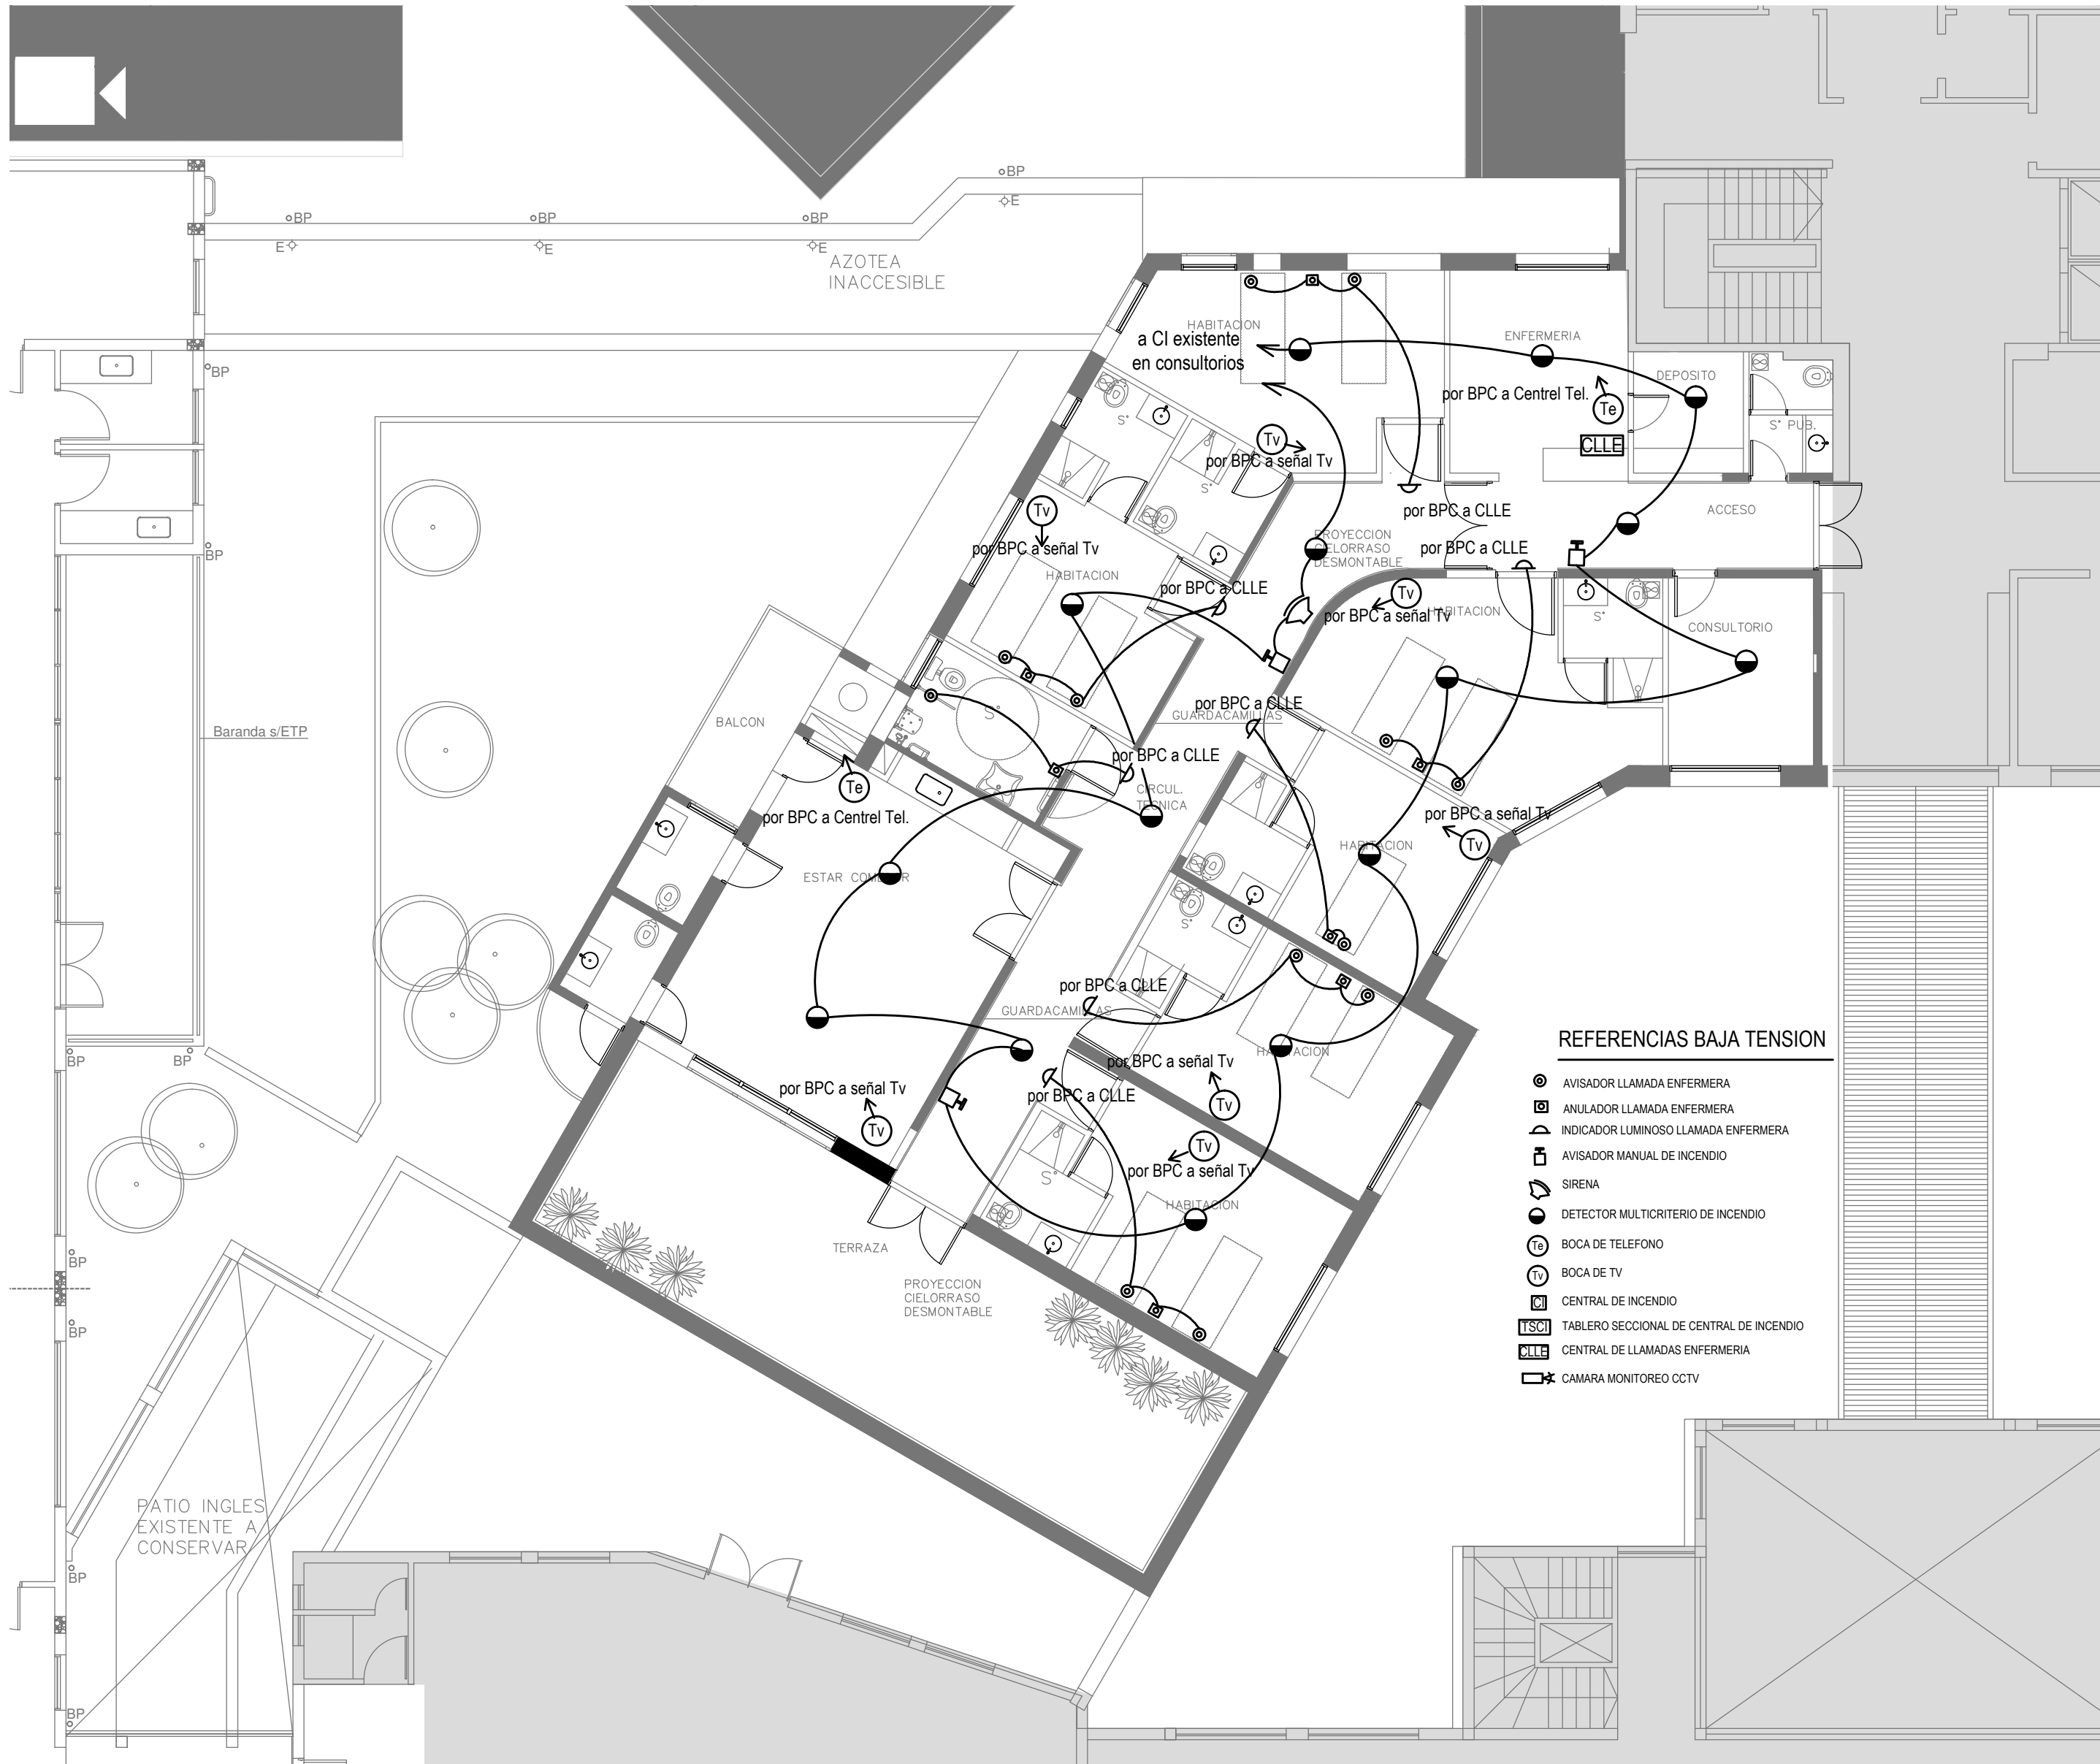 BP
E
BP
E
BP
E
BP
E
AZOTEA
INACCESIBLE
BP
BP
Baranda s/ETP
BP
BP
BP
BP
BP
BP
PATIO INGLES
EXISTENTE A
CONSERVAR
HABITACION
a CI existente
en consultorios
ENFERMERIA
DEPOSITO
por BPC a Centrel Tel.
Te
CLLE
S° PUB.
S°
Tv
por BPC a señal Tv
S°
Tv
por BPC a señal Tv
por BPC a CLLE
ACCESO
PROYECCION
CIELORRASO
DESMONTABLE
por BPC a CLLE
HABITACION
por BPC a CLLE
Tv
por BPC a señal Tv
HABITACION
S°
CONSULTORIO
S°
BALCON
por BPC a CLLE
GUARDACAMILLAS
por BPC a CLLE
CIRCUL.
TECNICA
Te
por BPC a Centrel Tel.
por BPC a señal Tv
Tv
HABITACION
ESTAR COMEDOR
S°
por BPC a CLLE
GUARDACAMILLAS
HABITACION
por BPC a señal Tv
Tv
por BPC a CLLE
por BPC a señal Tv
Tv
Tv
por BPC a señal Tv
S°
HABITACION
TERRAZA
PROYECCION
CIELORRASO
DESMONTABLE
REFERENCIAS BAJA TENSION
AVISADOR LLAMADA ENFERMERA
ANULADOR LLAMADA ENFERMERA
INDICADOR LUMINOSO LLAMADA ENFERMERA
AVISADOR MANUAL DE INCENDIO
SIRENA
DETECTOR MULTICRITERIO DE INCENDIO
Te BOCA DE TELEFONO
Tv BOCA DE TV
CI CENTRAL DE INCENDIO
TSCI TABLERO SECCIONAL DE CENTRAL DE INCENDIO
CLLE CENTRAL DE LLAMADAS ENFERMERIA
CAMARA MONITOREO CCTV